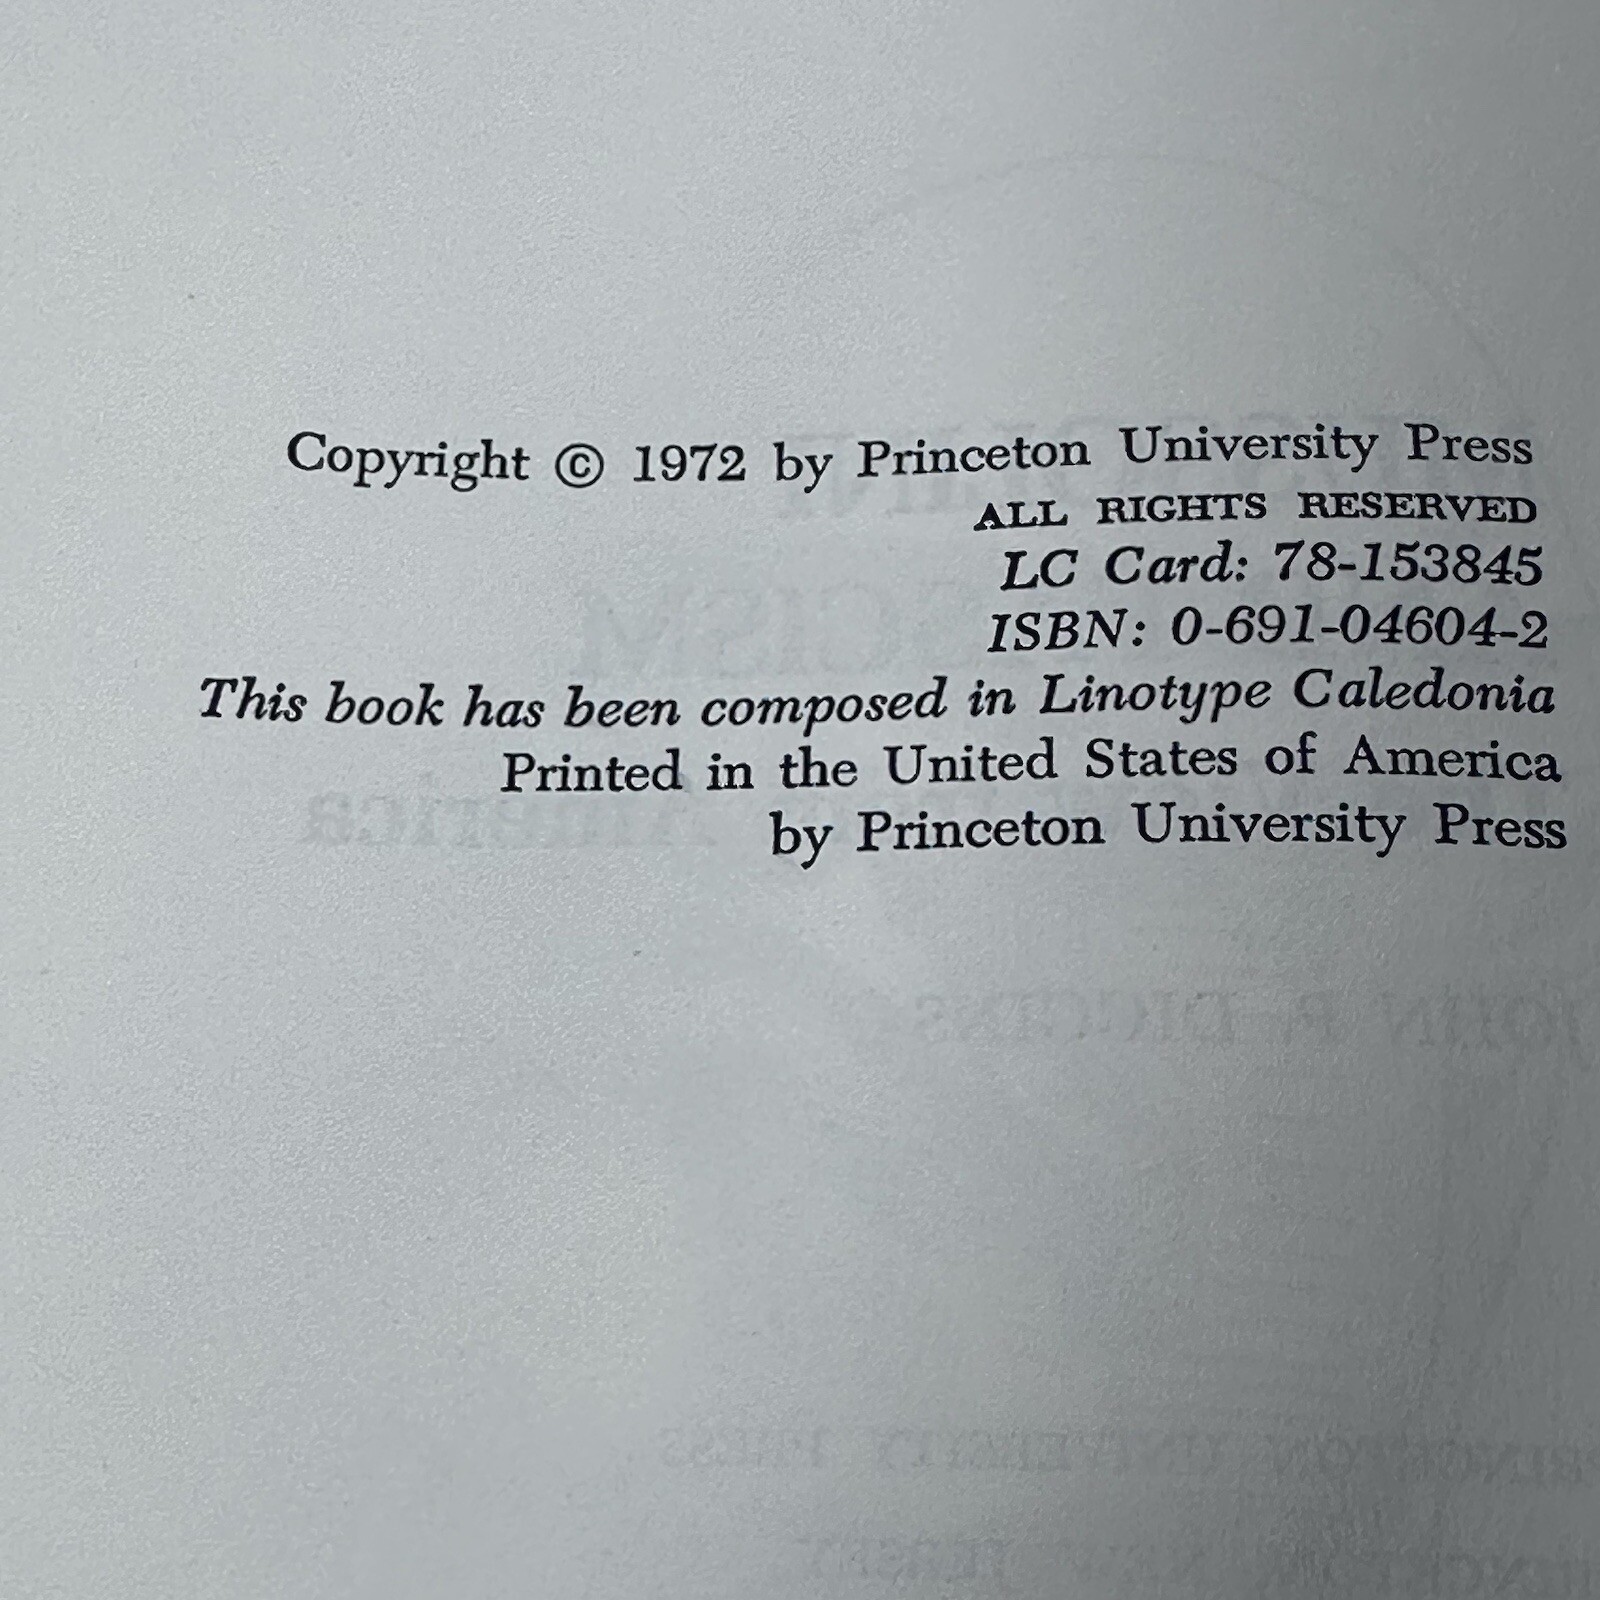 Copyright © 1972 by Princeton University Press
ALL RIGHTS RESERVED
LC Card: 78-153845
ISBN: 0-691-04604-2
This book has been composed in Linotype Caledonia
Printed in the United States of America
by Princeton University Press